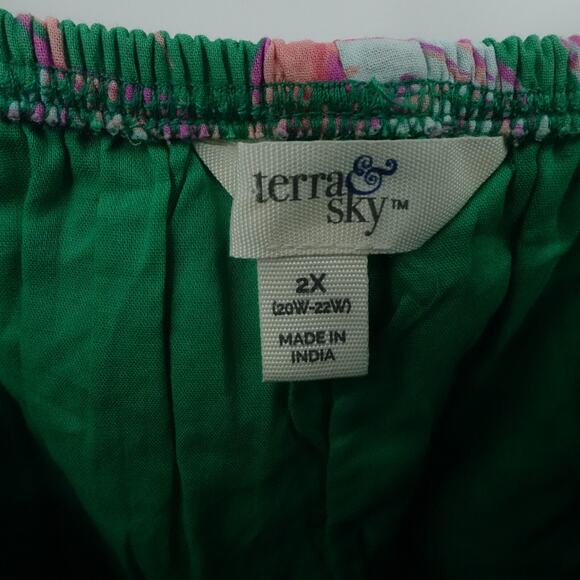 terra &
sky™
2X
(20W-22W)
MADE IN
INDIA